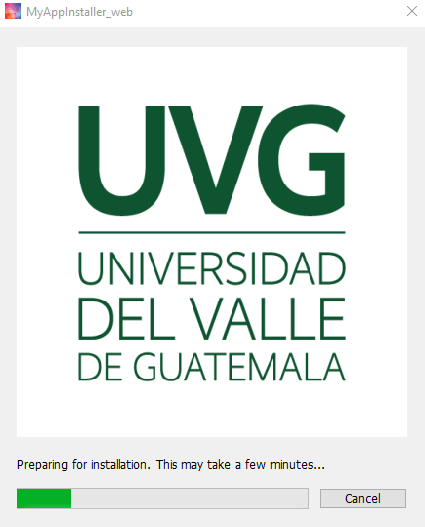 MyAppInstaller_web
UVG
UNIVERSIDAD
DEL VALLE
DE GUATEMALA
Preparing for installation. This may take a few minutes...
Cancel